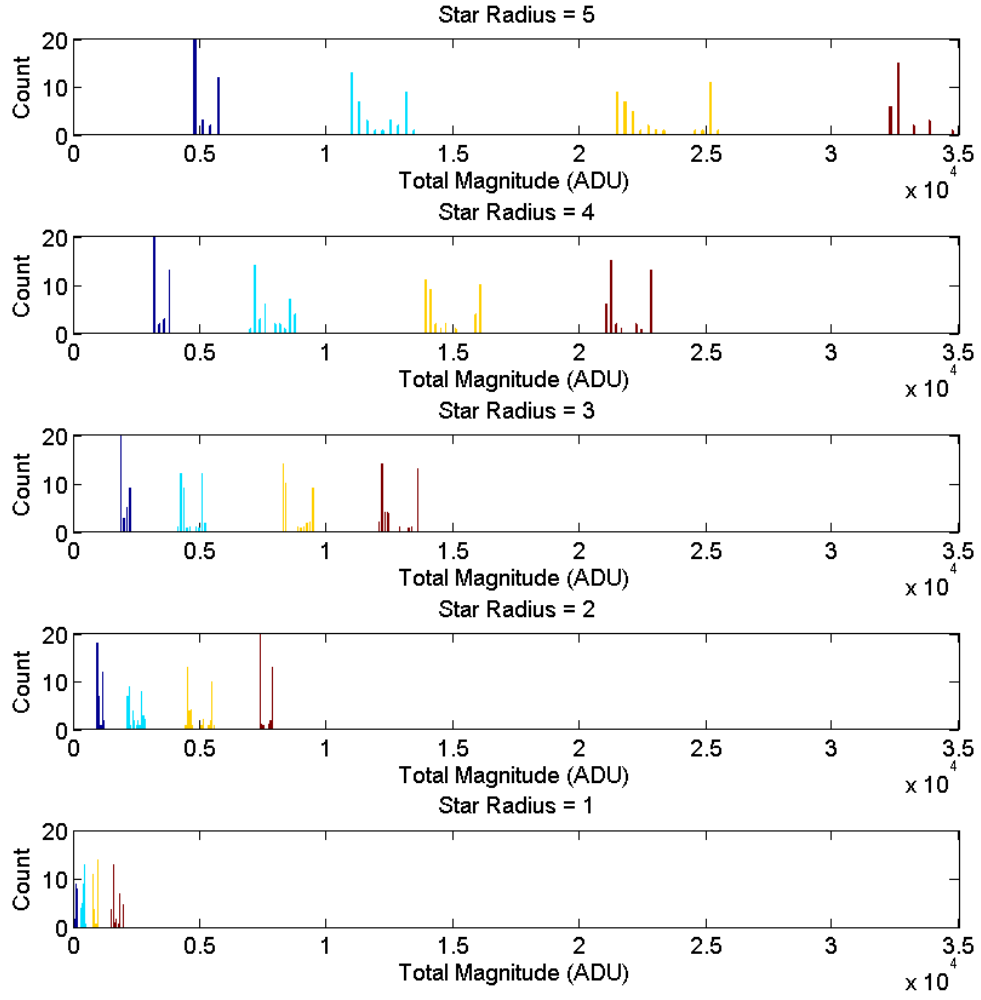 Star Radius = 5
Count
20
10
0
0 0.5 1 1.5 2 2.5 3 3.5
Total Magnitude (ADU)
x 10^4
Star Radius = 4
Count
20
10
0
0 0.5 1 1.5 2 2.5 3 3.5
Total Magnitude (ADU)
x 10^4
Star Radius = 3
Count
20
10
0
0 0.5 1 1.5 2 2.5 3 3.5
Total Magnitude (ADU)
x 10^4
Star Radius = 2
Count
20
10
0
0 0.5 1 1.5 2 2.5 3 3.5
Total Magnitude (ADU)
x 10^4
Star Radius = 1
Count
20
10
0
0 0.5 1 1.5 2 2.5 3 3.5
Total Magnitude (ADU)
x 10^4